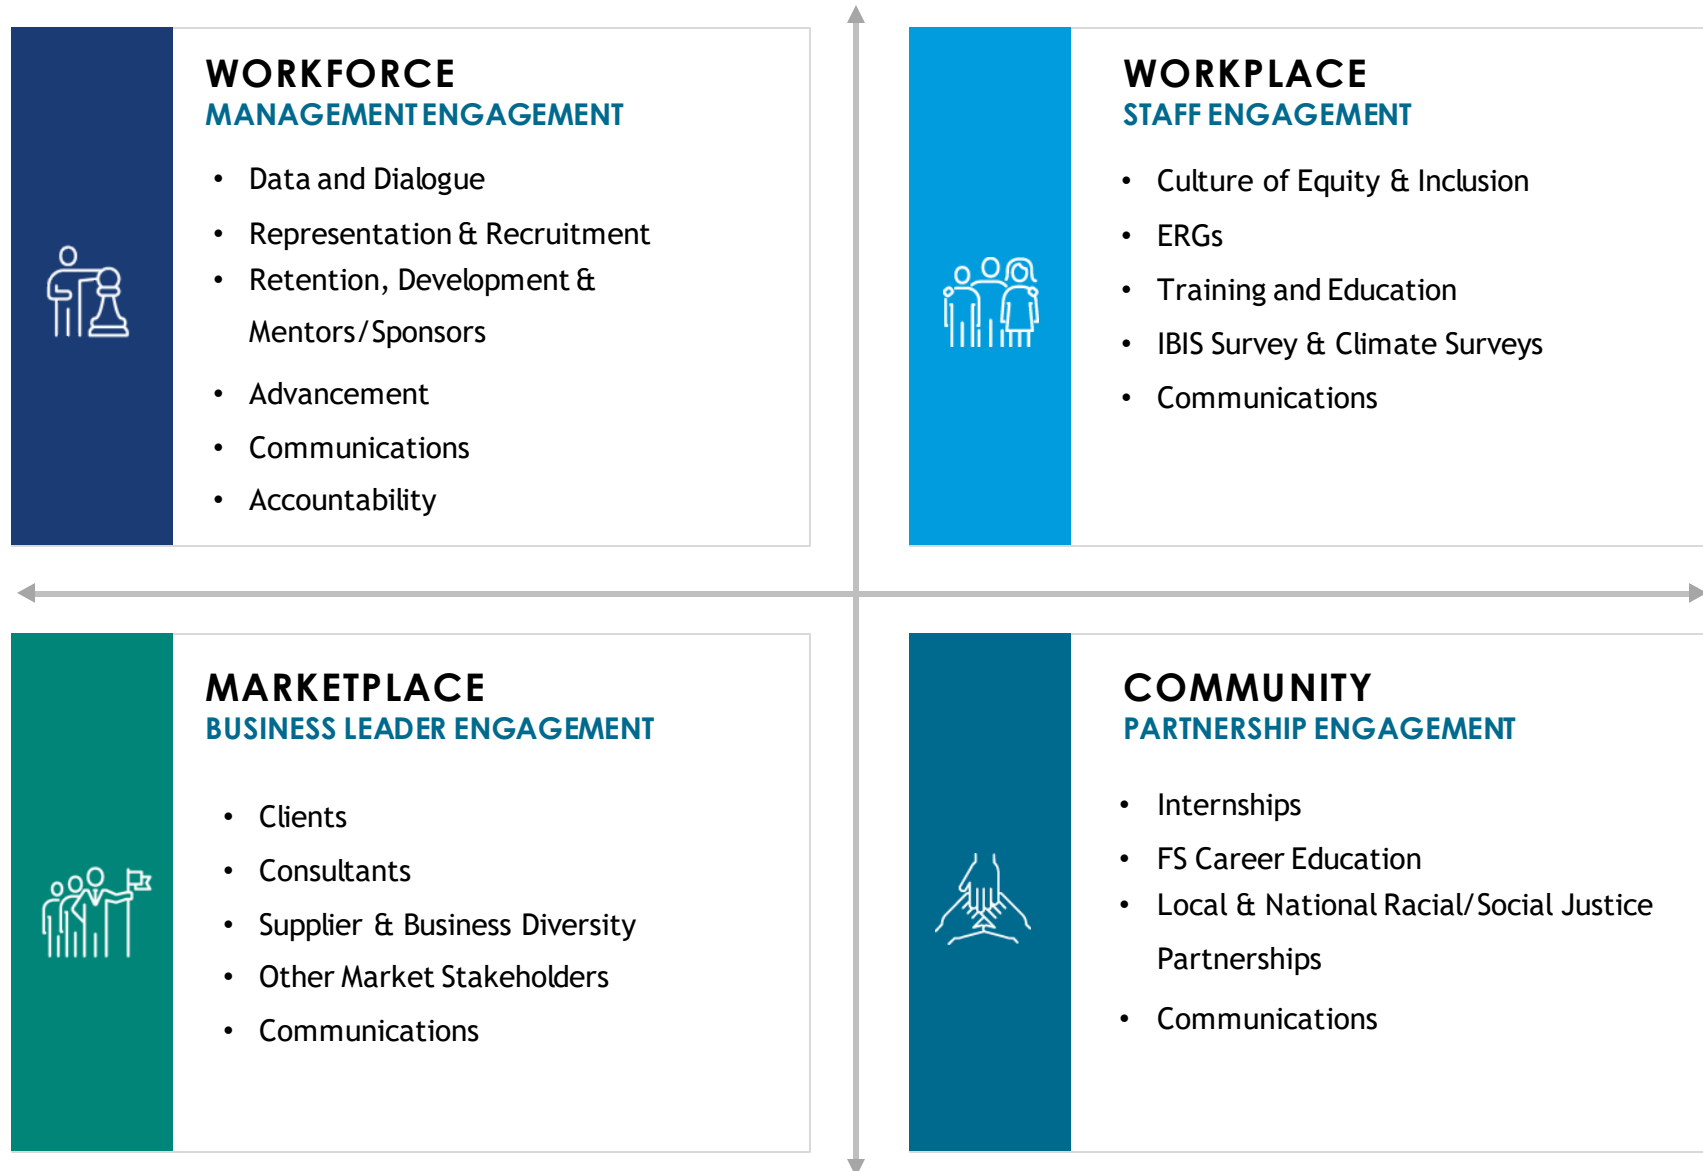 WORKFORCE
MANAGEMENT ENGAGEMENT
• Data and Dialogue
• Representation & Recruitment
• Retention, Development &
Mentors/Sponsors
• Advancement
• Communications
• Accountability
WORKPLACE
STAFF ENGAGEMENT
• Culture of Equity & Inclusion
• ERGs
• Training and Education
• IBIS Survey & Climate Surveys
• Communications
MARKETPLACE
BUSINESS LEADER ENGAGEMENT
• Clients
• Consultants
• Supplier & Business Diversity
• Other Market Stakeholders
• Communications
COMMUNITY
PARTNERSHIP ENGAGEMENT
• Internships
• FS Career Education
• Local & National Racial/Social Justice
Partnerships
• Communications